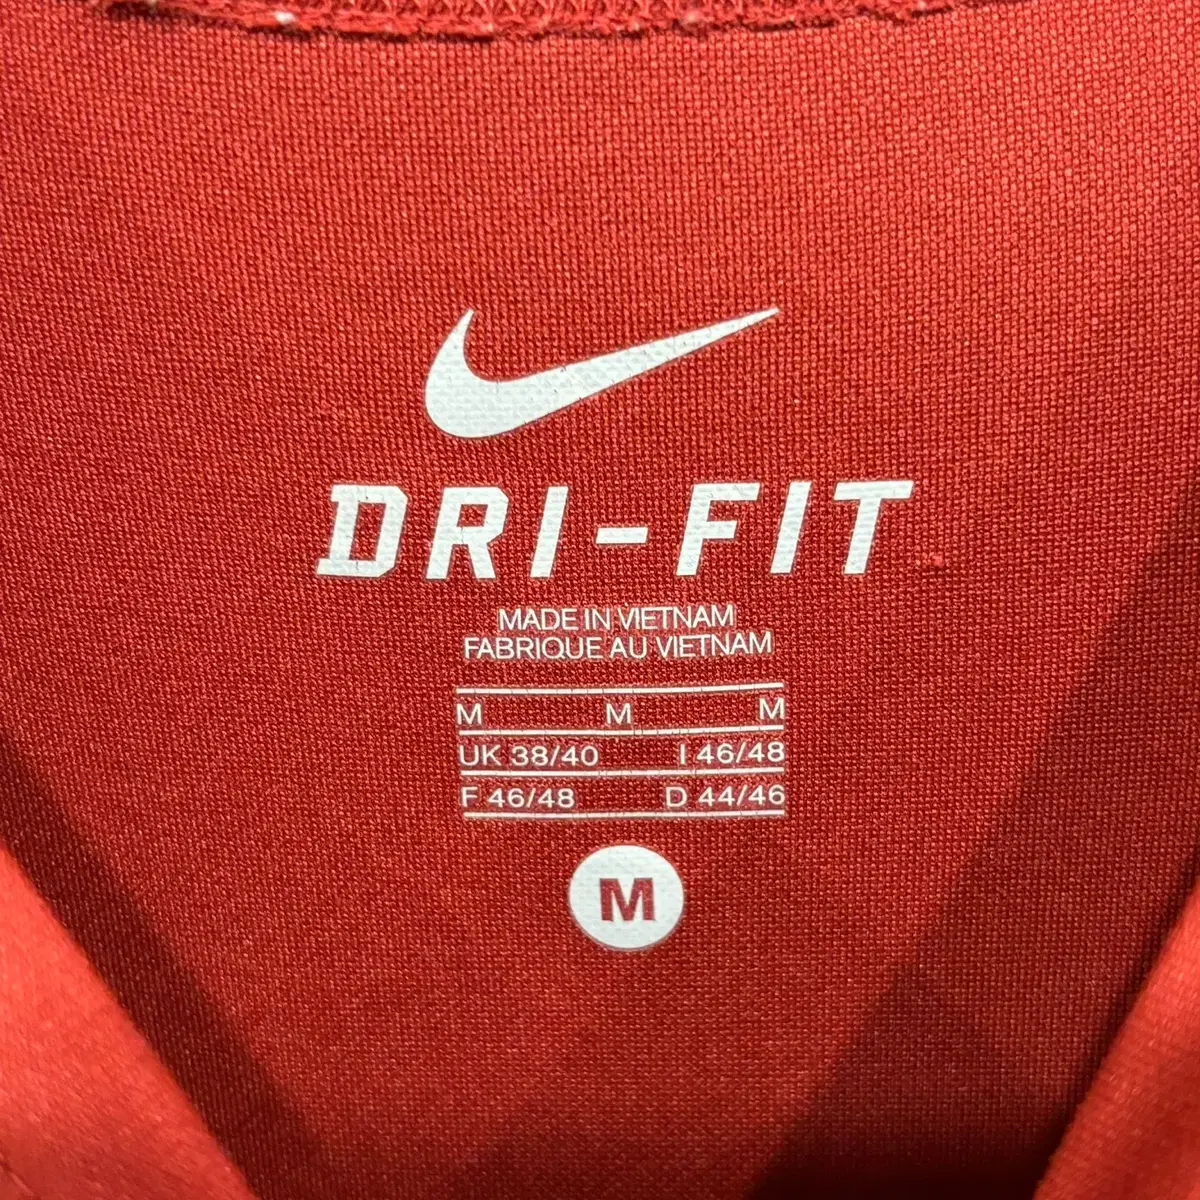 DRI-FIT
MADE IN VIETNAM
FABRIQUE AU VIETNAM
M M M
UK 38/40 I 46/48
F 46/48 D 44/46
M